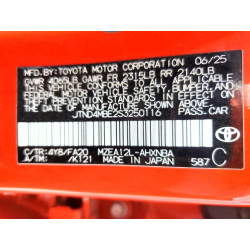 MFD. BY: TOYOTA MOTOR CORPORATION 06/25
GVWR 4065LB GAWR FR 2315LB RR 2140LB
THIS VEHICLE CONFORMS TO ALL APPLICABLE
FEDERAL MOTOR VEHICLE SAFETY, BUMPER, AND
THEFT PREVENTION STANDARDS IN EFFECT ON
THE DATE OF MANUFACTURE SHOWN ABOVE.
JTND4MBE2S3250116 PASS.CAR
C/TR: 4Y8/FA20 MZEA12L-AHXNBA
A/TM: /K121 MADE IN JAPAN 587 C